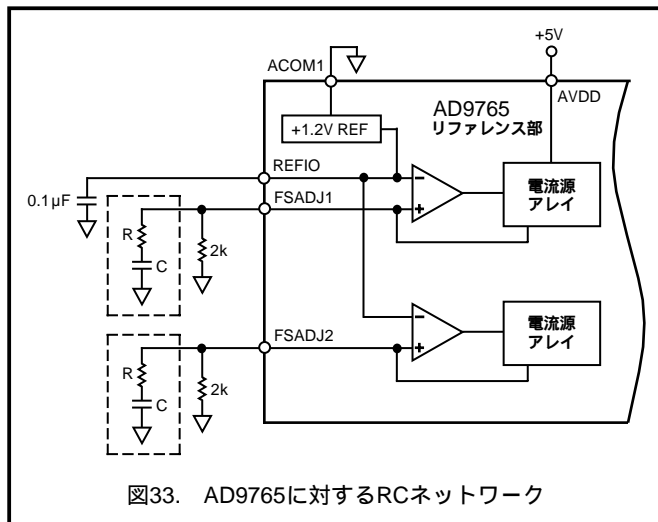 +5V
ACOM1
AVDD
AD9765
リファレンス部
+1.2V REF
REFIO
0.1µF
FSADJ1
電流源
アレイ
R
C
2k
FSADJ2
電流源
アレイ
R
C
2k
図33. AD9765に対するRCネットワーク